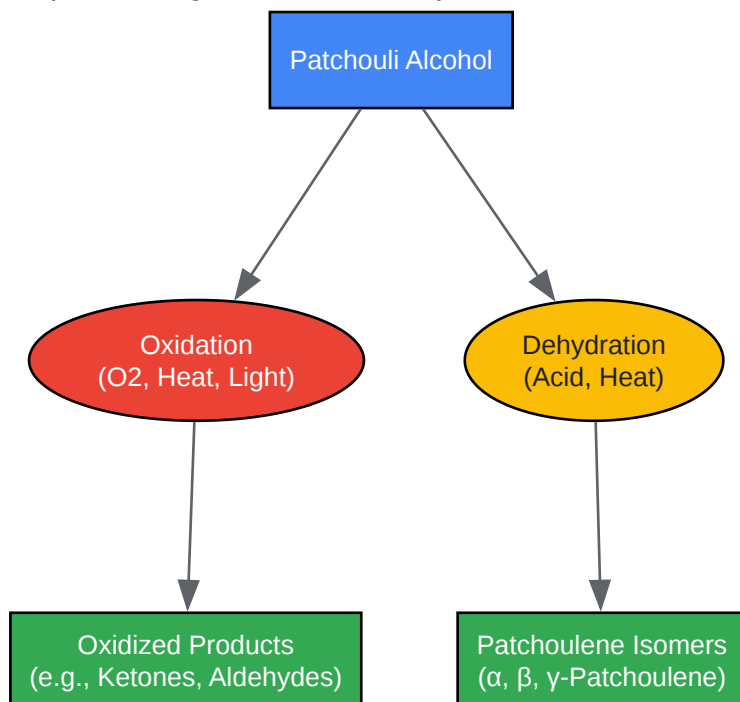 Patchouli Alcohol
Oxidation
(O2, Heat, Light)
Dehydration
(Acid, Heat)
Oxidized Products
(e.g., Ketones, Aldehydes)
Patchoulene Isomers
(α, β, γ-Patchoulene)